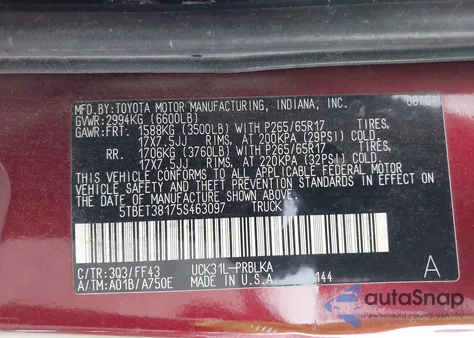 MFD.BY: TOYOTA MOTOR MANUFACTURING, INDIANA, INC.
GVWR: 2994KG (6600LB)
GAWR: FRT. 1588KG (3500LB) WITH P265/65R17 TIRES,
17X7.5JJ RIMS, AT 200KPA (29PSI) COLD.
RR. 1706KG (3760LB) WITH P265/65R17 TIRES,
17X7.5JJ RIMS, AT 220KPA (32PSI) COLD.
THIS VEHICLE CONFORMS TO ALL APPLICABLE FEDERAL MOTOR
VEHICLE SAFETY STANDARDS IN EFFECT ON THE
DATE OF MANUFACTURE SHOWN ABOVE.
5TBET38175S463097 TRUCK
C/TR: 3Q3/FF43 UCK31L-PRBLKA
A/TM: A01B/A750E MADE IN U.S.A. 144
A
autoSnap